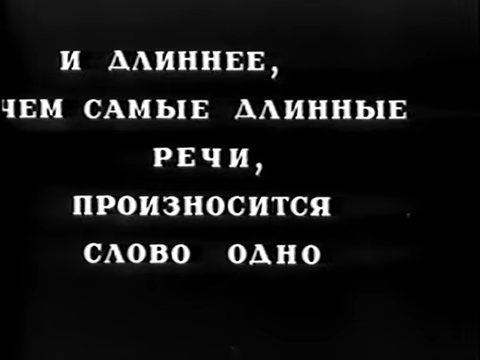 И ДЛИННЕЕ,
ЧЕМ САМЫЕ ДЛИННЫЕ
РЕЧИ,
ПРОИЗНОСИТСЯ
СЛОВО ОДНО